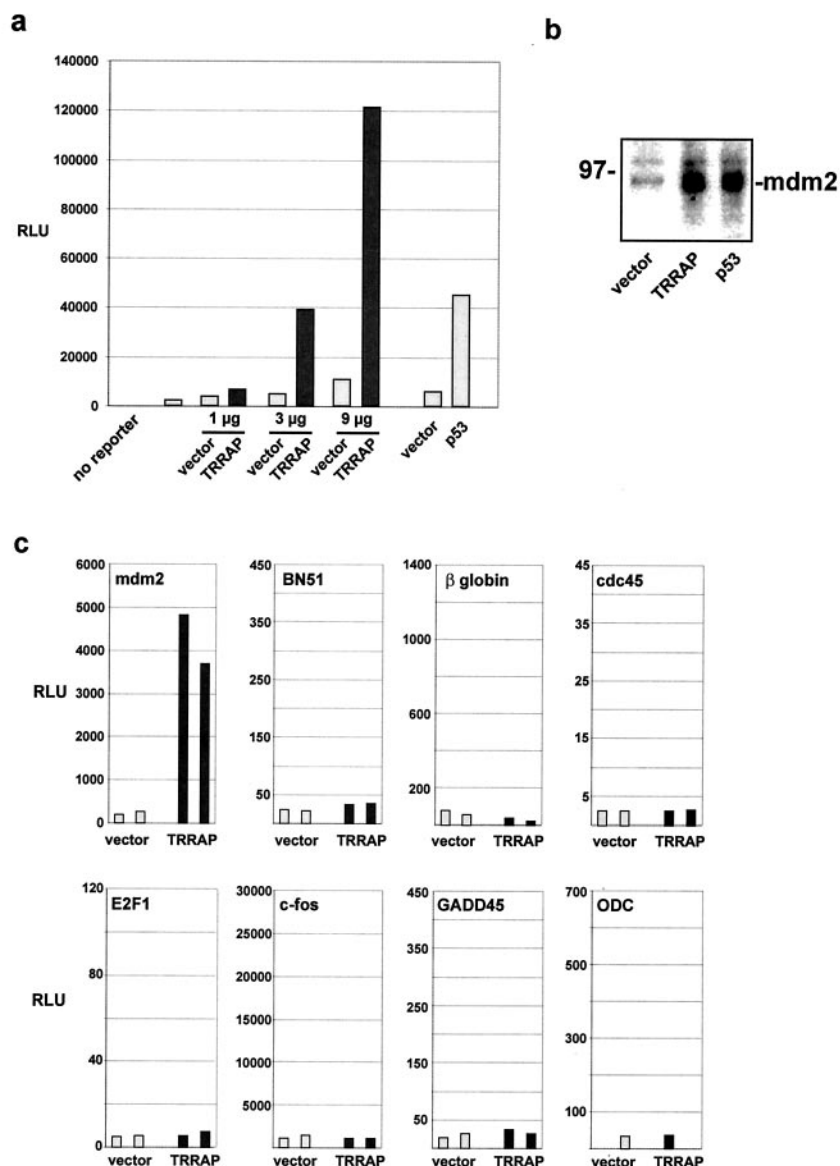 a
140000
120000
100000
80000
RLU
60000
40000
20000
0
no reporter
1 µg
3 µg
9 µg
vector
TRRAP
vector
TRRAP
vector
TRRAP
vector
p53
b
97-
-mdm2
vector
TRRAP
p53
c
RLU
mdm2
6000
5000
4000
3000
2000
1000
0
vector TRRAP
BN51
450
350
250
150
50
vector TRRAP
β globin
1400
1000
600
200
vector TRRAP
cdc45
45
35
25
15
5
vector TRRAP
RLU
E2F1
120
80
40
0
vector TRRAP
c-fos
30000
25000
20000
15000
10000
5000
vector TRRAP
GADD45
450
350
250
150
50
vector TRRAP
ODC
700
500
300
100
vector TRRAP